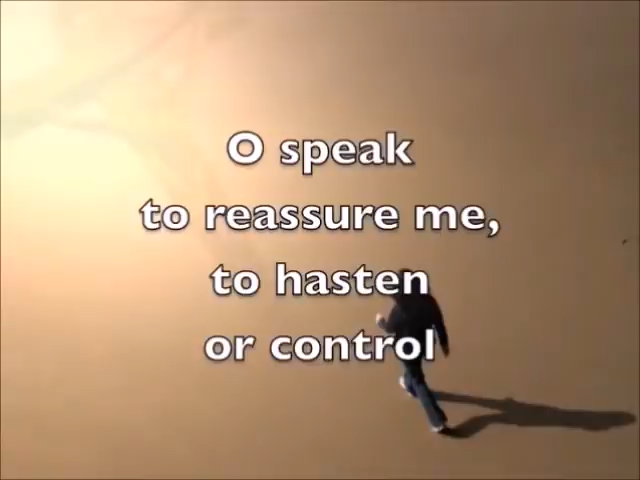 O speak
to reassure me,
to hasten
or control